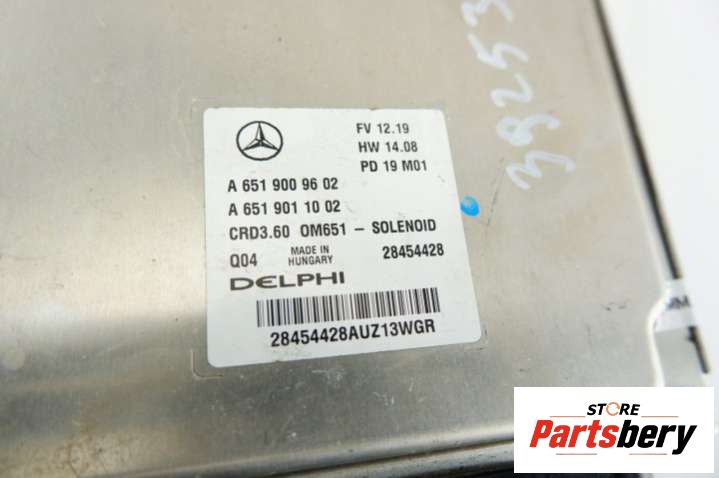 FV 12.19
HW 14.08
PD 19 M01
A 651 900 96 02
A 651 901 10 02
CRD3.60 OM651 – SOLENOID
Q04 MADE IN HUNGARY 28454428
DELPHI
28454428AUZ13WGR
39253
STORE
Partsbery